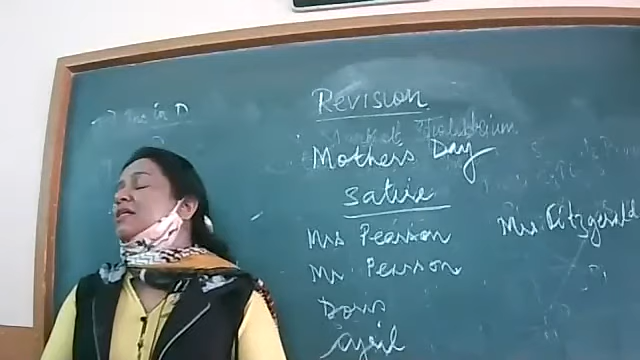 Revision
Mothers Day
Satire
Mrs Pearson
Mrs Fitzgerald
Mr. Pearson
Doris
Cyril